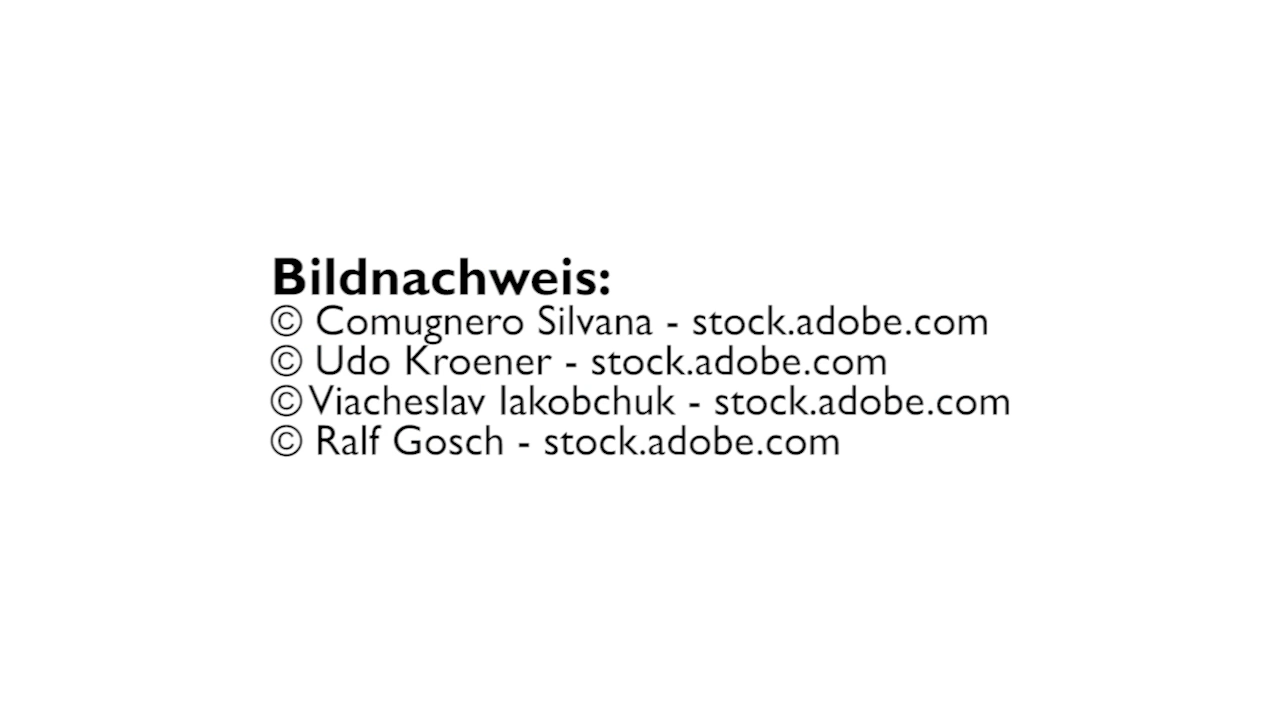 Bildnachweis:
© Comugnero Silvana - stock.adobe.com
© Udo Kroener - stock.adobe.com
© Viacheslav Iakobchuk - stock.adobe.com
© Ralf Gosch - stock.adobe.com